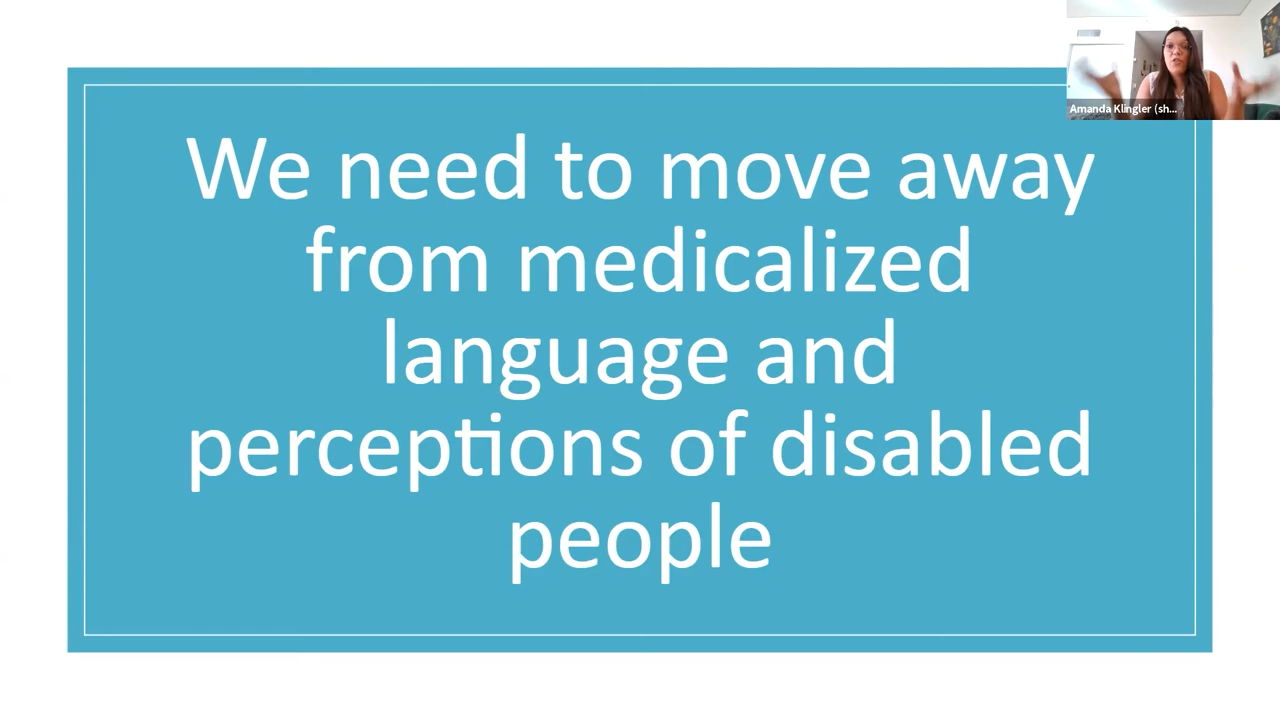 We need to move away
from medicalized
language and
perceptions of disabled
people
Amanda Klingler (sh...